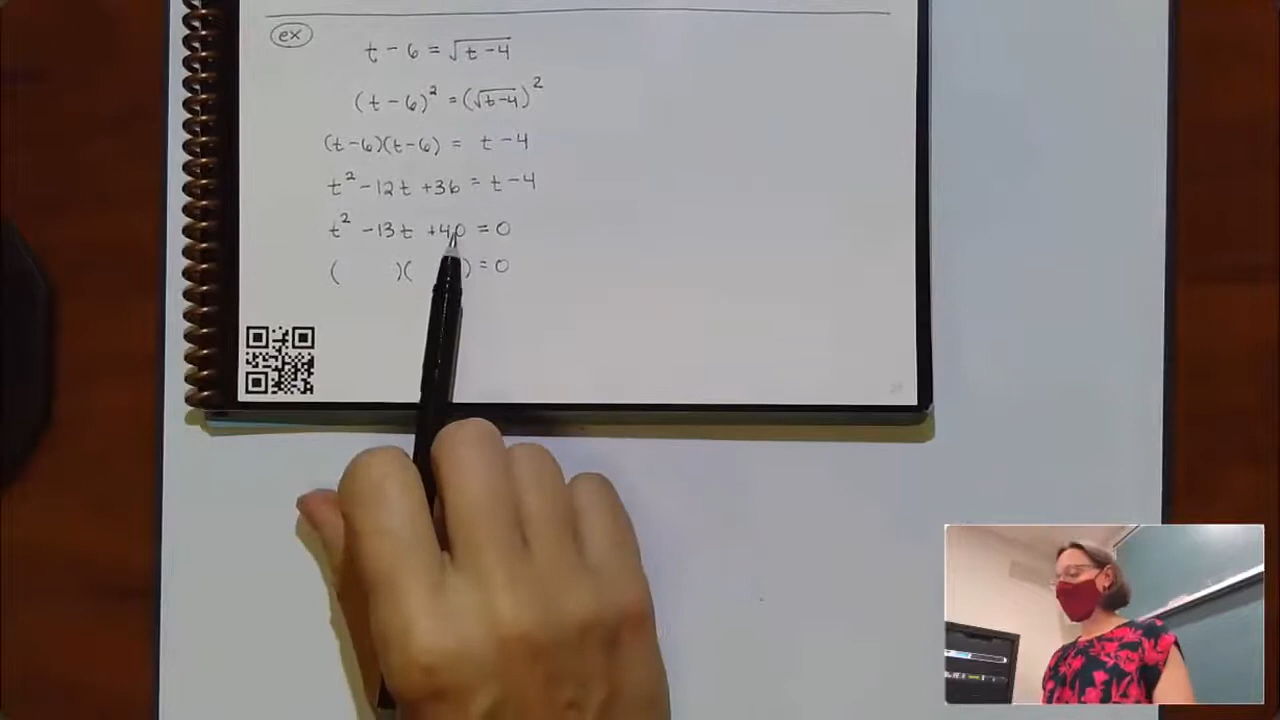 ex
t - 6 = √t-4
(t - 6)² = (√t-4)²
(t-6)(t-6) = t-4
t² - 12t + 36 = t-4
t² - 13t + 40 = 0
( )( ) = 0